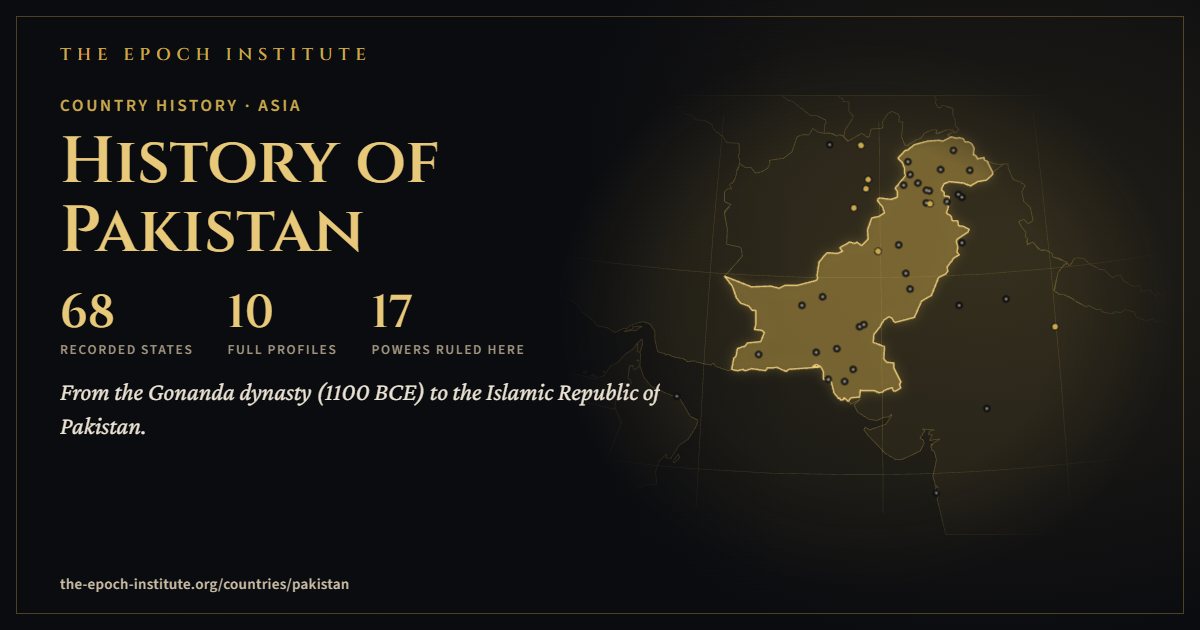 THE EPOCH INSTITUTE
COUNTRY HISTORY · ASIA
HISTORY OF
PAKISTAN
68 10 17
RECORDED STATES FULL PROFILES POWERS RULED HERE
From the Gonanda dynasty (1100 BCE) to the Islamic Republic of
Pakistan.
the-epoch-institute.org/countries/pakistan